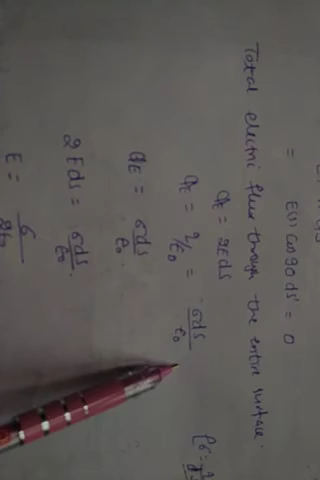 = E(r) Cos 90 ds' = 0
Total electric flux through the entire surface.
φE = 2Eds
φE = q/ε0 = σds/ε0
φE = σds/ε0.
2Eds = σds/ε0
E = σ/2ε0